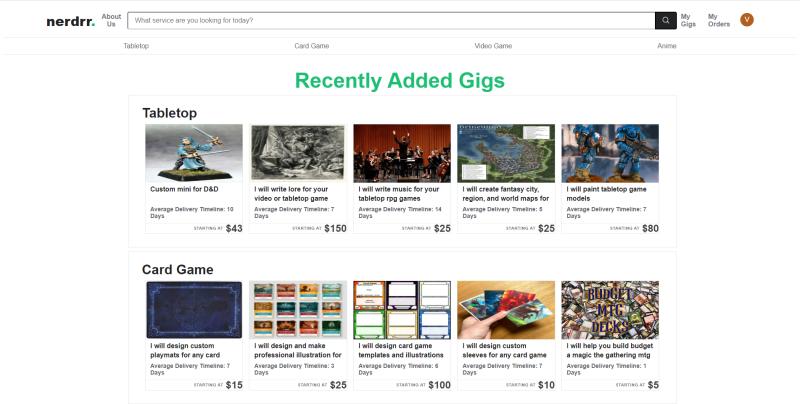 nerdrr.
About
Us
What service are you looking for today?
My
Gigs
My
Orders
V
Tabletop
Card Game
Video Game
Anime
Recently Added Gigs
Tabletop
Custom mini for D&D
Average Delivery Timeline: 10
Days
STARTING AT $43
I will write lore for your
video or tabletop game
Average Delivery Timeline: 7
Days
STARTING AT $150
I will write music for your
tabletop rpg games
Average Delivery Timeline: 14
Days
STARTING AT $25
I will create fantasy city,
region, and world maps for
Average Delivery Timeline: 5
Days
STARTING AT $25
I will paint tabletop game
models
Average Delivery Timeline: 7
Days
STARTING AT $80
Card Game
I will design custom
playmats for any card
Average Delivery Timeline: 7
Days
STARTING AT $15
I will design and make
professional illustration for
Average Delivery Timeline: 3
Days
STARTING AT $25
I will design card game
templates and illustrations
Average Delivery Timeline: 6
Days
STARTING AT $100
I will design custom
sleeves for any card game
Average Delivery Timeline: 7
Days
STARTING AT $10
BUDGET
MTG
DECKS
I will help you build budget
a magic the gathering mtg
Average Delivery Timeline: 1
Days
STARTING AT $5